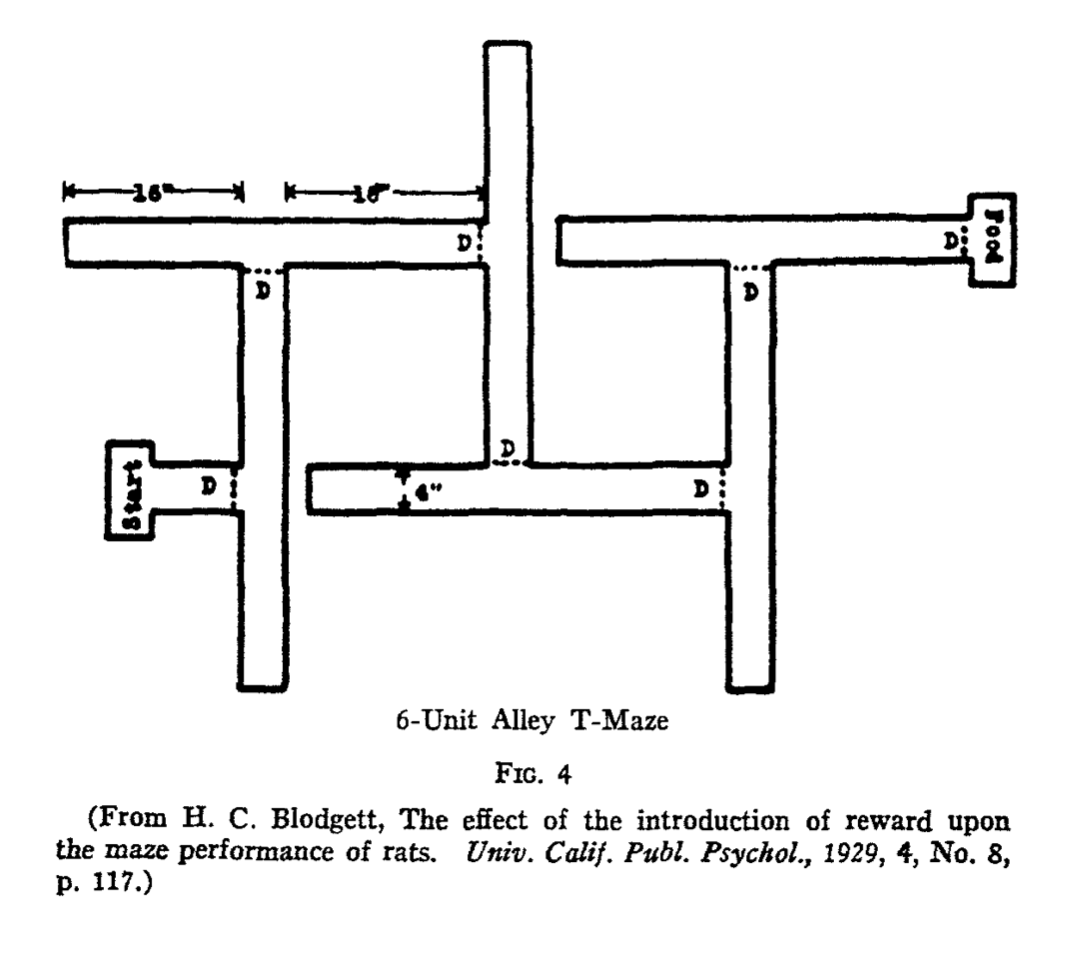 16"
16"
D
D
Food
D
D
D
Start
D
4"
D
6-Unit Alley T-Maze
FIG. 4
(From H. C. Blodgett, The effect of the introduction of reward upon
the maze performance of rats. Univ. Calif. Publ. Psychol., 1929, 4, No. 8,
p. 117.)